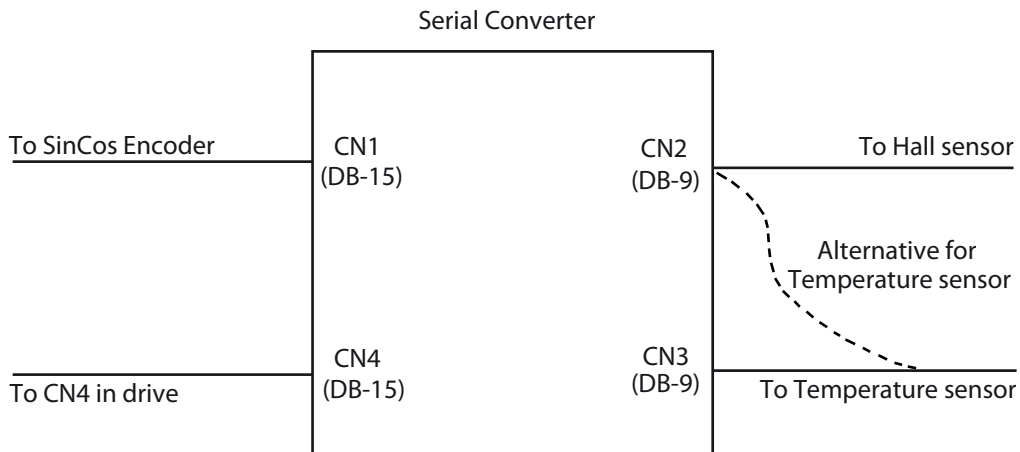 Serial Converter
To SinCos Encoder
CN1
(DB-15)
CN2
(DB-9)
To Hall sensor
Alternative for
Temperature sensor
To CN4 in drive
CN4
(DB-15)
CN3
(DB-9)
To Temperature sensor